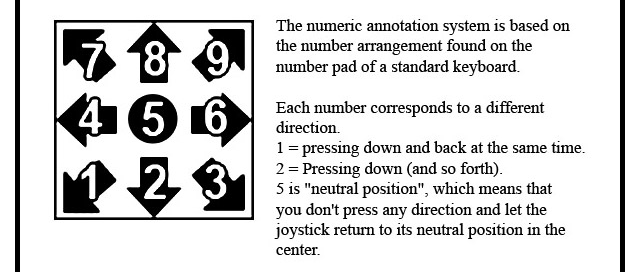 7 8 9
4 5 6
1 2 3
The numeric annotation system is based on
the number arrangement found on the
number pad of a standard keyboard.
Each number corresponds to a different
direction.
1 = pressing down and back at the same time.
2 = Pressing down (and so forth).
5 is "neutral position", which means that
you don't press any direction and let the
joystick return to its neutral position in the
center.